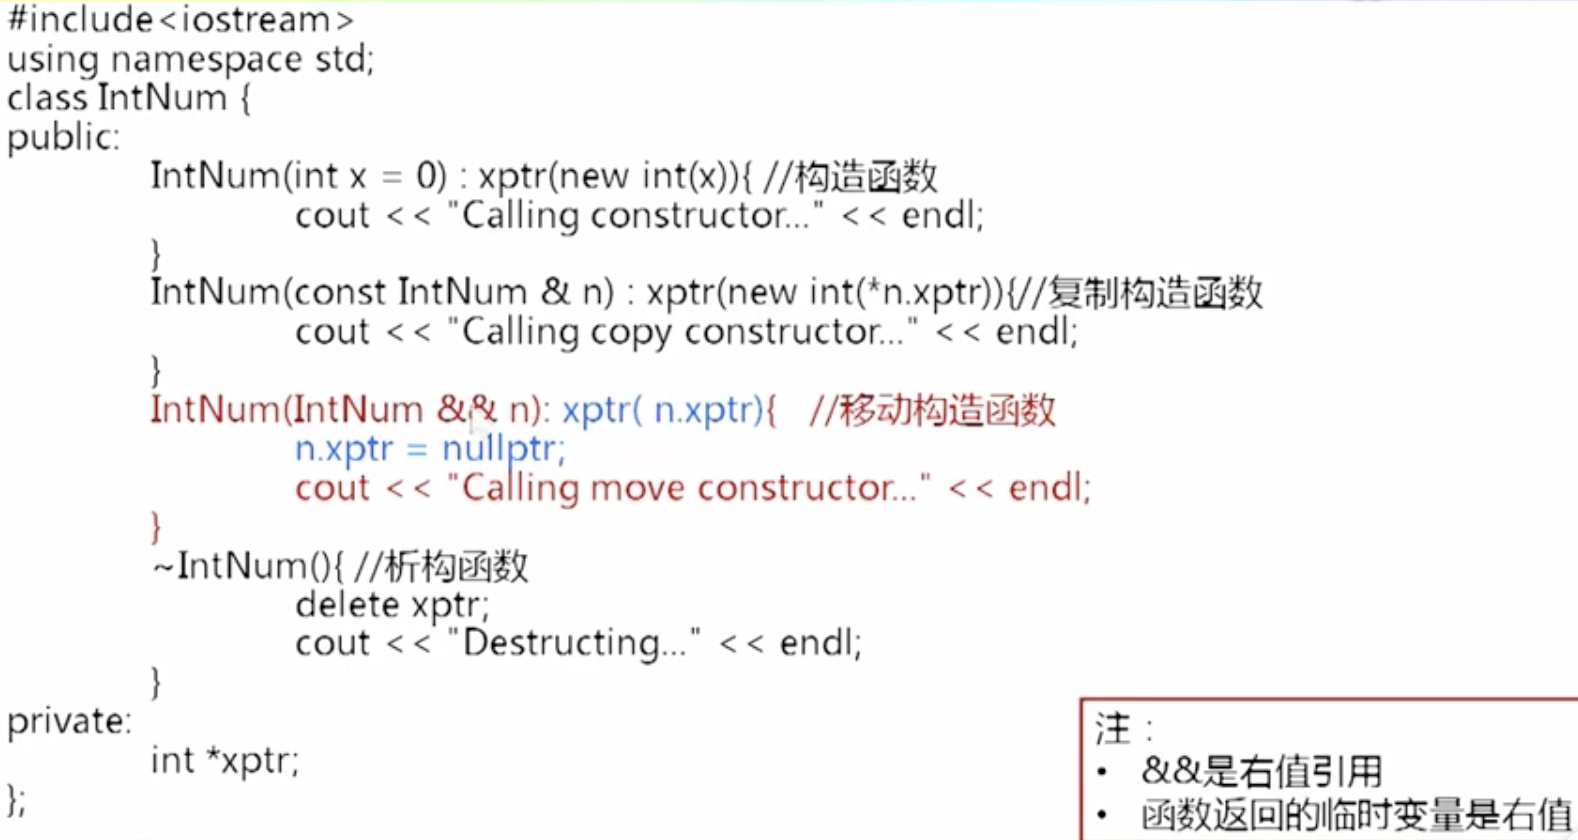 #include<iostream>
using namespace std;
class IntNum {
public:
IntNum(int x = 0) : xptr(new int(x)){ //构造函数
cout << "Calling constructor..." << endl;
}
IntNum(const IntNum & n) : xptr(new int(*n.xptr)){//复制构造函数
cout << "Calling copy constructor..." << endl;
}
IntNum(IntNum && n): xptr( n.xptr){ //移动构造函数
n.xptr = nullptr;
cout << "Calling move constructor..." << endl;
}
~IntNum(){ //析构函数
delete xptr;
cout << "Destructing..." << endl;
}
private:
int *xptr;
};
注：
• &&是右值引用
• 函数返回的临时变量是右值